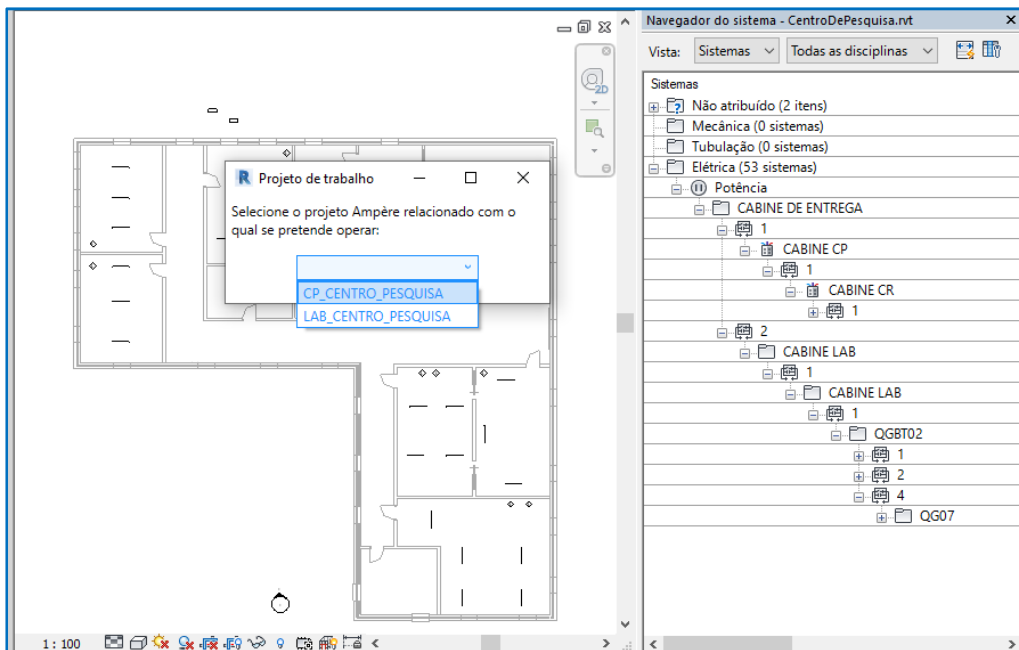 Projeto de trabalho
Selecione o projeto Ampère relacionado com o
qual se pretende operar:
CP_CENTRO_PESQUISA
LAB_CENTRO_PESQUISA
2D
1 : 100
Navegador do sistema - CentroDePesquisa.rvt
Vista: Sistemas Todas as disciplinas
Sistemas
Não atribuído (2 itens)
Mecânica (0 sistemas)
Tubulação (0 sistemas)
Elétrica (53 sistemas)
Potência
CABINE DE ENTREGA
1
CABINE CP
1
CABINE CR
1
2
CABINE LAB
1
CABINE LAB
1
QGBT02
1
2
4
QG07